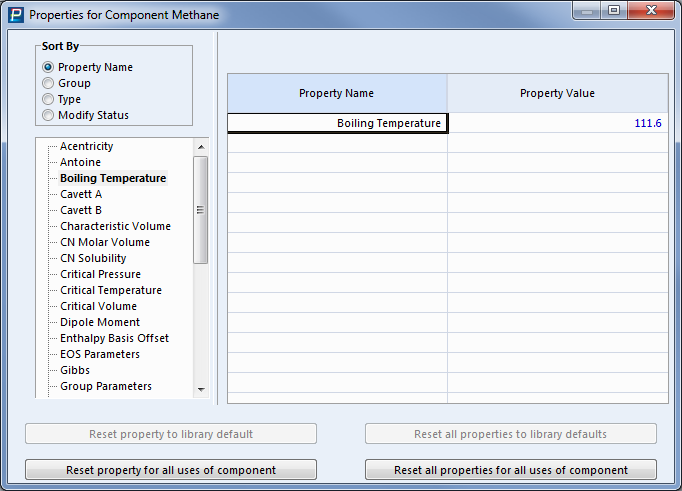 Properties for Component Methane
Sort By
Property Name
Group
Type
Modify Status
Acentricity
Antoine
Boiling Temperature
Cavett A
Cavett B
Characteristic Volume
CN Molar Volume
CN Solubility
Critical Pressure
Critical Temperature
Critical Volume
Dipole Moment
Enthalpy Basis Offset
EOS Parameters
Gibbs
Group Parameters
Property Name Property Value
Boiling Temperature 111.6
Reset property to library default Reset all properties to library defaults
Reset property for all uses of component Reset all properties for all uses of component